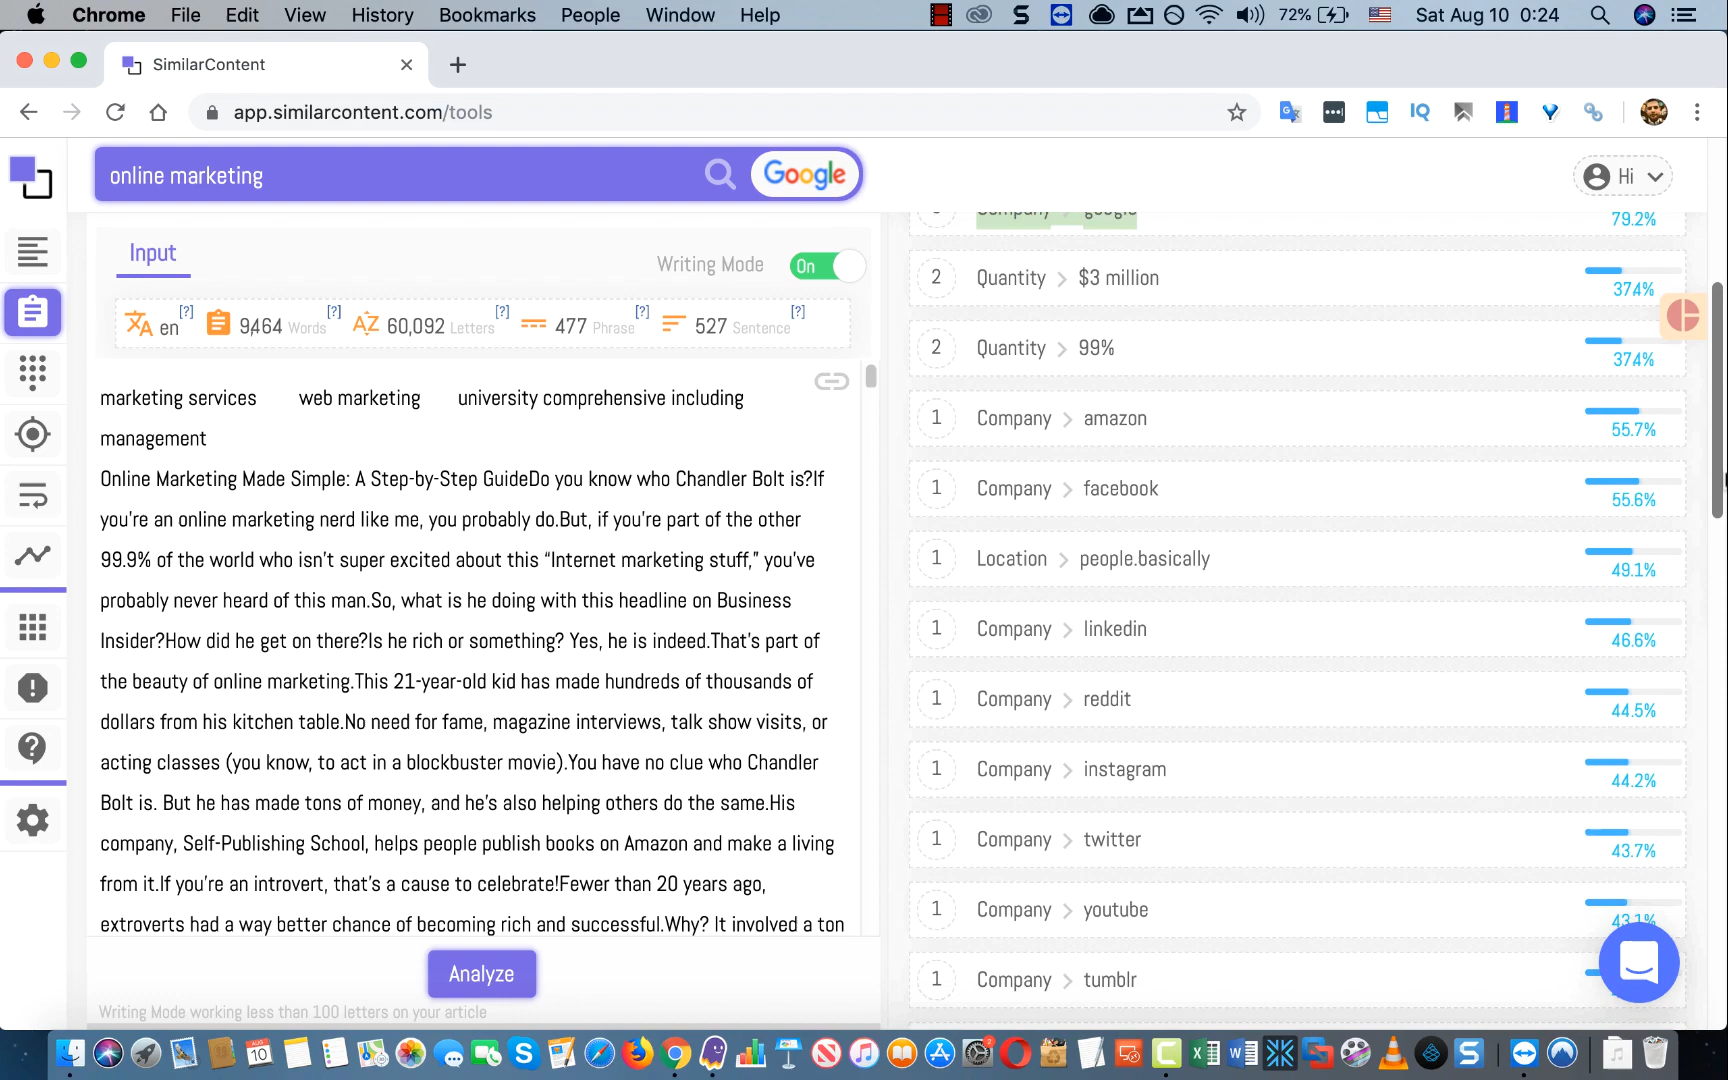 Chrome File Edit View History Bookmarks People Window Help 72% Sat Aug 10 0:24
SimilarContent
app.similarcontent.com/tools
online marketing Google Hi
Input
Writing Mode On
en [?] 9,464 Words [?] 60,092 Letters [?] 477 Phrase [?] 527 Sentence [?]
marketing services web marketing university comprehensive including
management
Online Marketing Made Simple: A Step-by-Step GuideDo you know who Chandler Bolt is?If
you're an online marketing nerd like me, you probably do.But, if you're part of the other
99.9% of the world who isn't super excited about this “Internet marketing stuff,” you've
probably never heard of this man.So, what is he doing with this headline on Business
Insider?How did he get on there?Is he rich or something? Yes, he is indeed.That's part of
the beauty of online marketing.This 21-year-old kid has made hundreds of thousands of
dollars from his kitchen table.No need for fame, magazine interviews, talk show visits, or
acting classes (you know, to act in a blockbuster movie).You have no clue who Chandler
Bolt is. But he has made tons of money, and he's also helping others do the same.His
company, Self-Publishing School, helps people publish books on Amazon and make a living
from it.If you're an introvert, that's a cause to celebrate!Fewer than 20 years ago,
extroverts had a way better chance of becoming rich and successful.Why? It involved a ton
Analyze
Writing Mode working less than 100 letters on your article
Company google 79.2%
2 Quantity > $3 million 37.4%
2 Quantity > 99% 37.4%
1 Company > amazon 55.7%
1 Company > facebook 55.6%
1 Location > people.basically 49.1%
1 Company > linkedin 46.6%
1 Company > reddit 44.5%
1 Company > instagram 44.2%
1 Company > twitter 43.7%
1 Company > youtube 43.1%
1 Company > tumblr